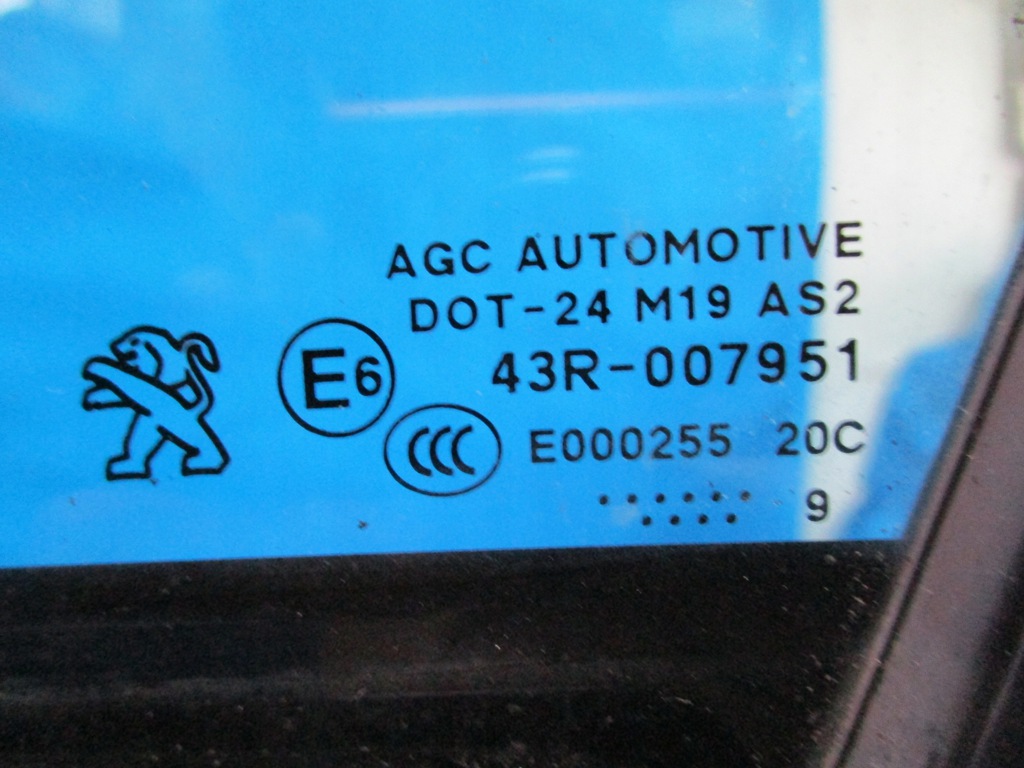 AGC AUTOMOTIVE
DOT-24 M19 AS2
E6 43R-007951
CCC E000255 20C
9